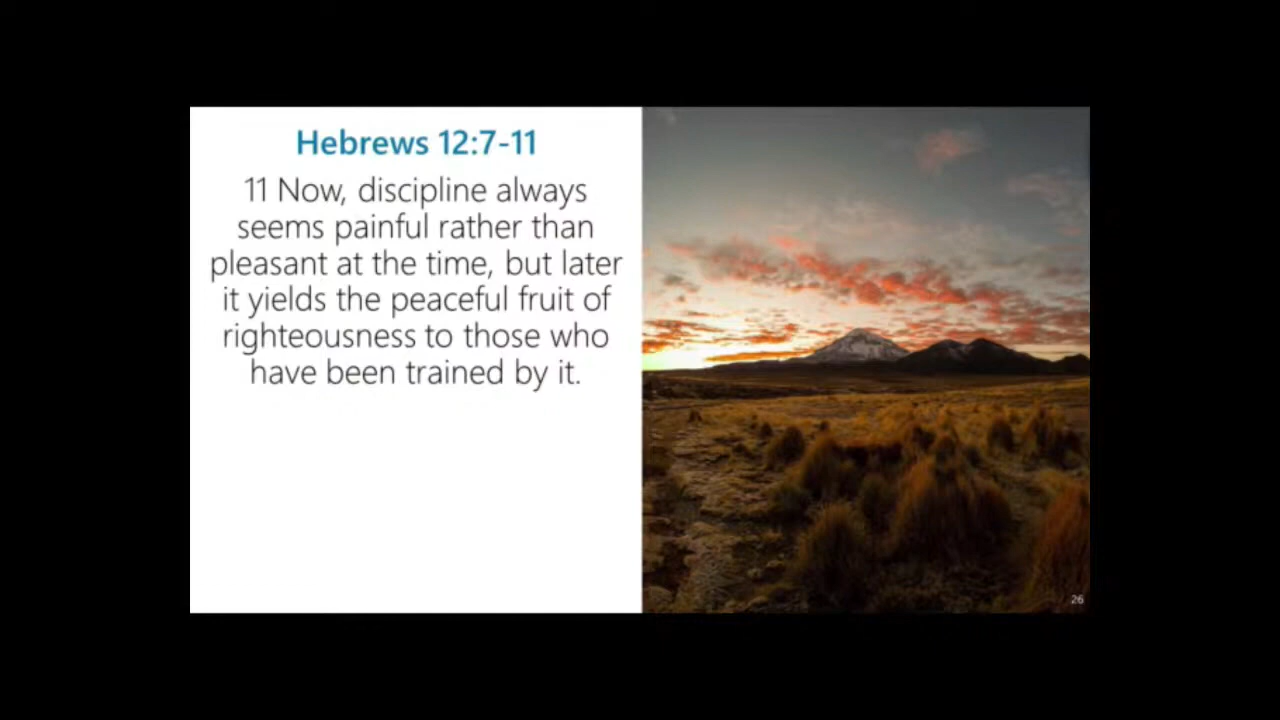 Hebrews 12:7-11
11 Now, discipline always
seems painful rather than
pleasant at the time, but later
it yields the peaceful fruit of
righteousness to those who
have been trained by it.
26